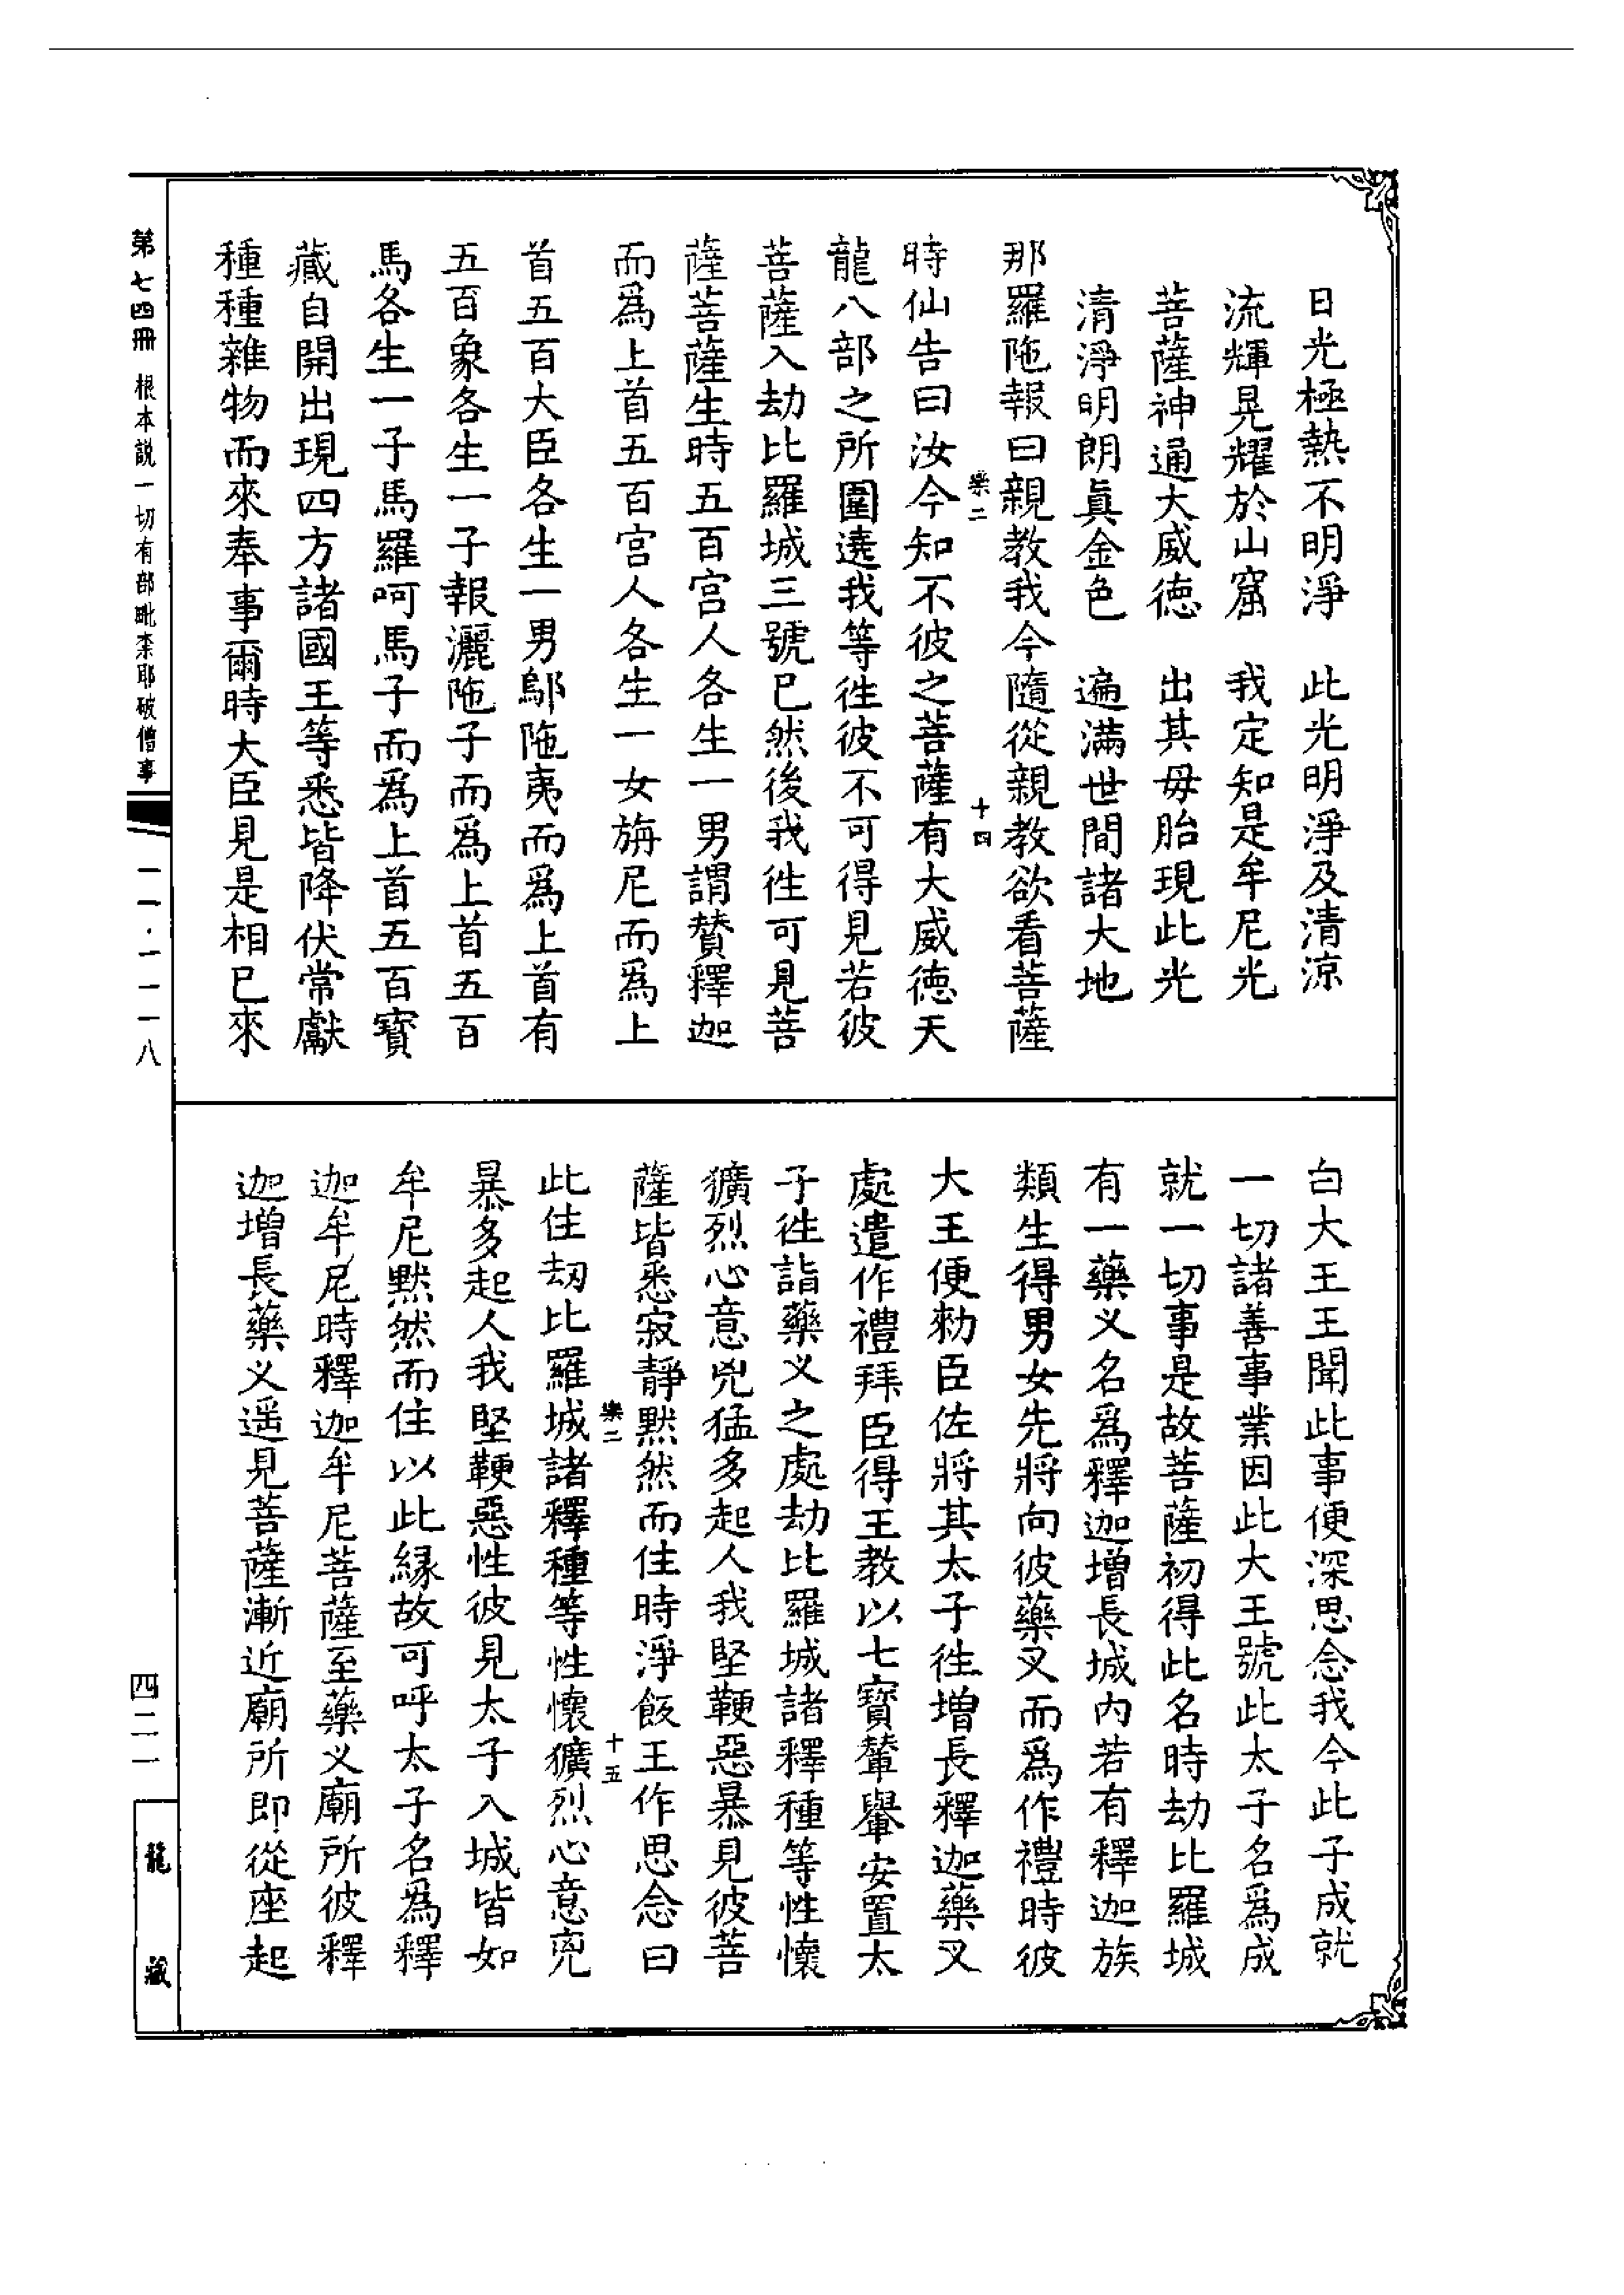 日光極熱不明淨　此光明淨及清涼
流輝晃耀於山窟　我定知是牟尼光
菩薩神通大威德　出其母胎現此光
清淨明朗真金色　遍滿世間諸大地
那羅陁報曰親教我今隨從親教欲看菩薩
樂二　十四
時仙告曰汝今知不彼之菩薩有大威德天
龍八部之所圍遶我等往彼不可得見若彼
菩薩入劫比羅城三號已然後我往可見菩
薩菩薩生時五百宮人各生一男謂賛釋迦
而爲上首五百宮人各生一女旃尼而爲上
首五百大臣各生一男鄔陁夷而爲上首有
五百象各生一子報灑陁子而爲上首五百
馬各生一子馬羅呵馬子而爲上首五百寶
藏自開出現四方諸國王等悉皆降伏常獻
種種雜物而來奉事爾時大臣見是相已來
白大王王聞此事便深思念我今此子成就
一切諸善事業因此大王號此太子名爲成
就一切事是故菩薩初得此名時劫比羅城
有一藥叉名爲釋迦增長城內若有釋迦族
類生得男女先將向彼藥叉而爲作禮時彼
大王便勑臣佐將其太子往增長釋迦藥叉
處遣作禮拜臣得王教以七寶輦轝安置太
子往詣藥叉之處劫比羅城諸釋種等性懷
獷烈心意兇猛多起人我堅鞕惡暴見彼菩
薩皆悉寂靜默然而住時淨飯王作思念曰
樂二　十五
此住劫比羅城諸釋種等性懷獷烈心意兇
暴多起人我堅鞕惡性彼見太子入城皆如
牟尼默然而住以此緣故可呼太子名爲釋
迦牟尼時釋迦牟尼菩薩至藥叉廟所彼釋
迦增長藥叉遥見菩薩漸近廟所即從座起
第七四冊　根本説一切有部毗柰耶破僧事
一一·一一一八
四二一
龍藏